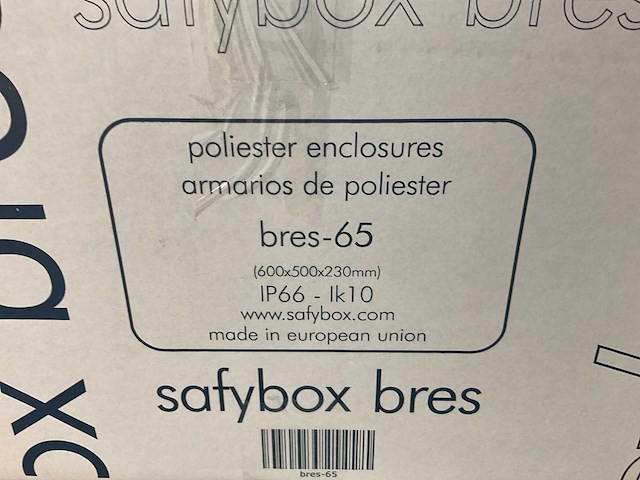 safybox bres
poliester enclosures
armarios de poliester
bres-65
(600x500x230mm)
IP66 - Ik10
www.safybox.com
made in european union
safybox bres
bres-65